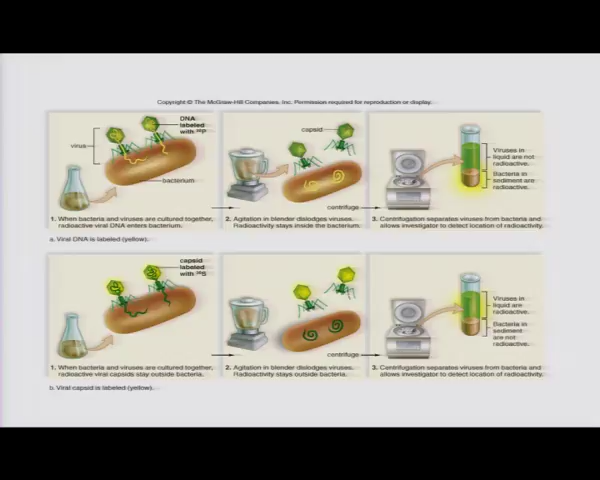 Copyright © The McGraw-Hill Companies, Inc. Permission required for reproduction or display.
DNA
labeled
with ³²P
virus
bacterium
1. When bacteria and viruses are cultured together,
radioactive viral DNA enters bacterium.
capsid
2. Agitation in blender dislodges viruses.
Radioactivity stays inside the bacterium.
centrifuge
Viruses in
liquid are not
radioactive.
Bacteria in
sediment are
radioactive.
3. Centrifugation separates viruses from bacteria and
allows investigator to detect location of radioactivity.
a. Viral DNA is labeled (yellow).
capsid
labeled
with ³⁵S
1. When bacteria and viruses are cultured together,
radioactive viral capsids stay outside bacteria.
2. Agitation in blender dislodges viruses.
Radioactivity stays outside bacterium.
centrifuge
Viruses in
liquid are
radioactive.
Bacteria in
sediment
are not
radioactive.
3. Centrifugation separates viruses from bacteria and
allows investigator to detect location of radioactivity.
b. Viral capsid is labeled (yellow).